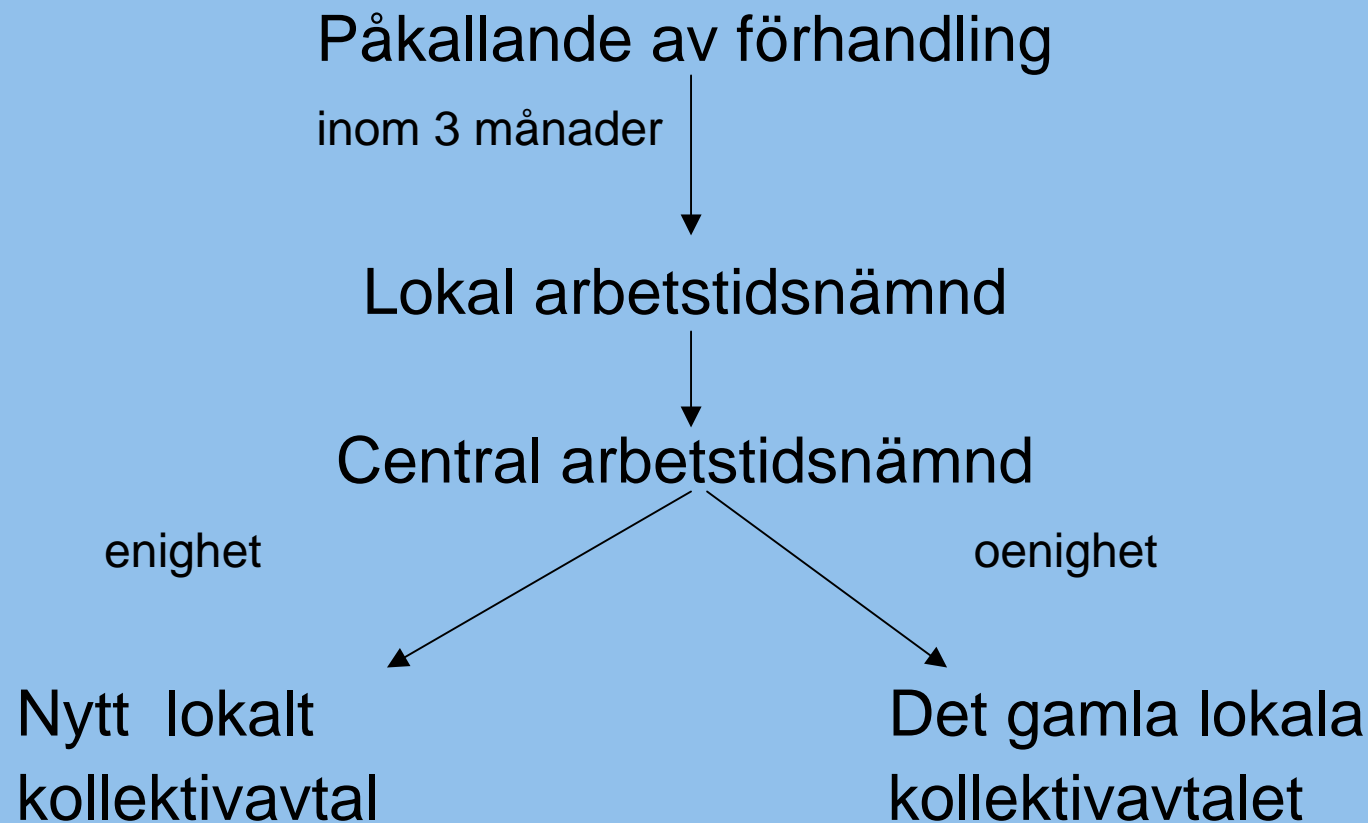 Påkallande av förhandling
inom 3 månader
Lokal arbetstidsnämnd
Central arbetstidsnämnd
enighet
oenighet
Nytt lokalt
kollektivavtal
Det gamla lokala
kollektivavtalet